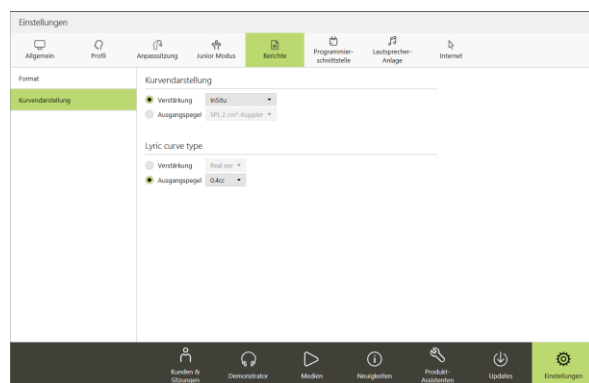 Einstellungen
Allgemein
Profil
Anpasssitzung
Junior Modus
Berichte
Programmier-
schnittstelle
Lautsprecher-
Anlage
Internet
Format
Kurvendarstellung
Kurvendarstellung
Verstärkung InSitu
Ausgangspegel SPL 2 cm³-Kuppler
Lyric curve type
Verstärkung Real ear
Ausgangspegel 0.4cc
Kunden &
Sitzungen
Demonstrator
Medien
Neuigkeiten
Produkt-
Assistenten
Updates
Einstellungen